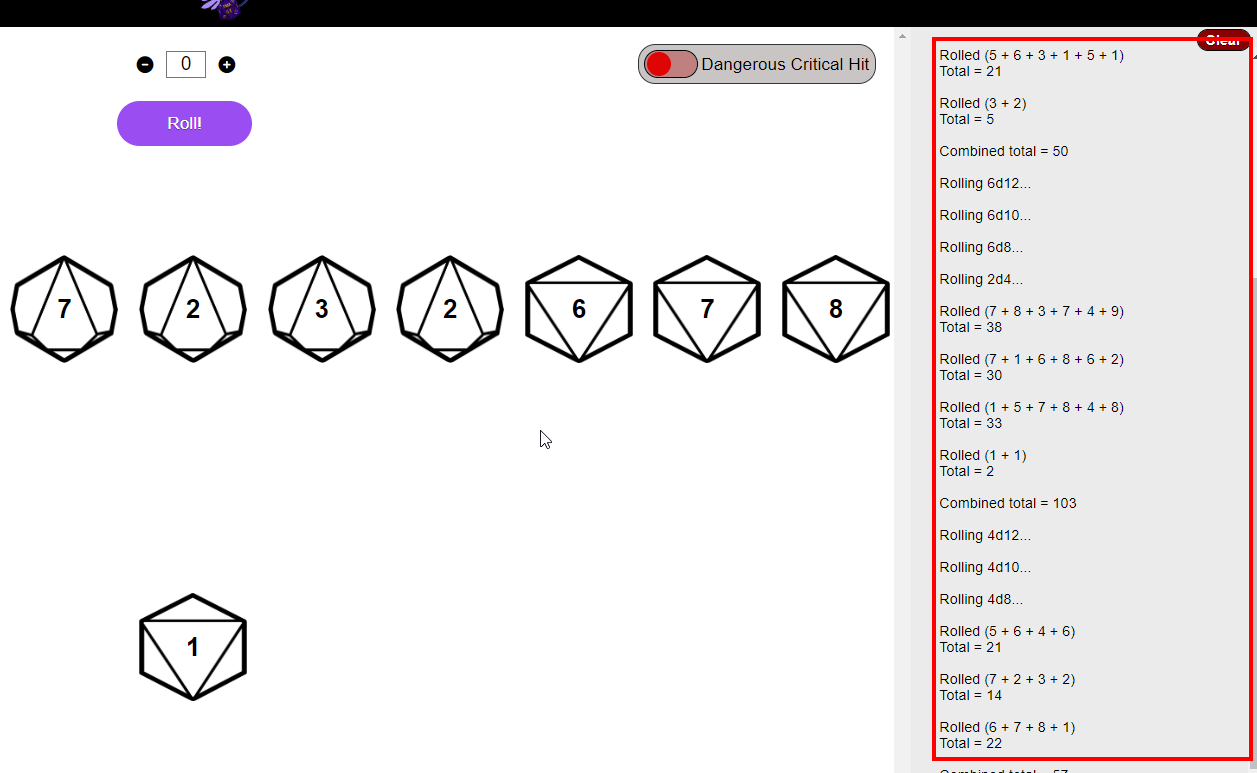 0
Dangerous Critical Hit
Roll!
7 2 3 2 6 7 8
1
Clear
Rolled (5 + 6 + 3 + 1 + 5 + 1)
Total = 21
Rolled (3 + 2)
Total = 5
Combined total = 50
Rolling 6d12...
Rolling 6d10...
Rolling 6d8...
Rolling 2d4...
Rolled (7 + 8 + 3 + 7 + 4 + 9)
Total = 38
Rolled (7 + 1 + 6 + 8 + 6 + 2)
Total = 30
Rolled (1 + 5 + 7 + 8 + 4 + 8)
Total = 33
Rolled (1 + 1)
Total = 2
Combined total = 103
Rolling 4d12...
Rolling 4d10...
Rolling 4d8...
Rolled (5 + 6 + 4 + 6)
Total = 21
Rolled (7 + 2 + 3 + 2)
Total = 14
Rolled (6 + 7 + 8 + 1)
Total = 22
Combined total = 57